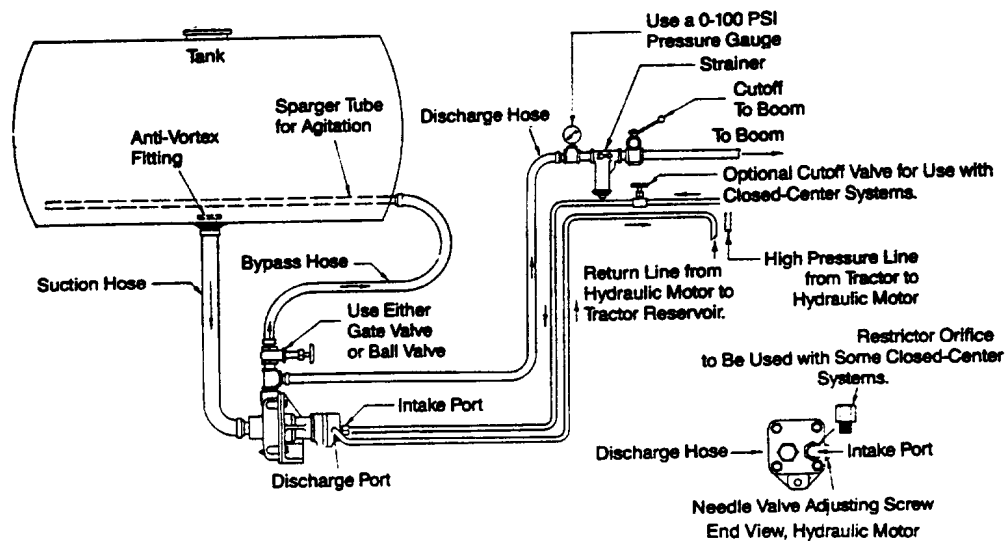 Tank
Use a 0-100 PSI
Pressure Gauge
Strainer
Cutoff
To Boom
Discharge Hose
To Boom
Sparger Tube
for Agitation
Anti-Vortex
Fitting
Optional Cutoff Valve for Use with
Closed-Center Systems.
Bypass Hose
Suction Hose
Return Line from
Hydraulic Motor to
Tractor Reservoir.
High Pressure Line
from Tractor to
Hydraulic Motor
Use Either
Gate Valve
or Ball Valve
Restrictor Orifice
to Be Used with Some Closed-Center
Systems.
Intake Port
Discharge Port
Discharge Hose
Intake Port
Needle Valve Adjusting Screw
End View, Hydraulic Motor